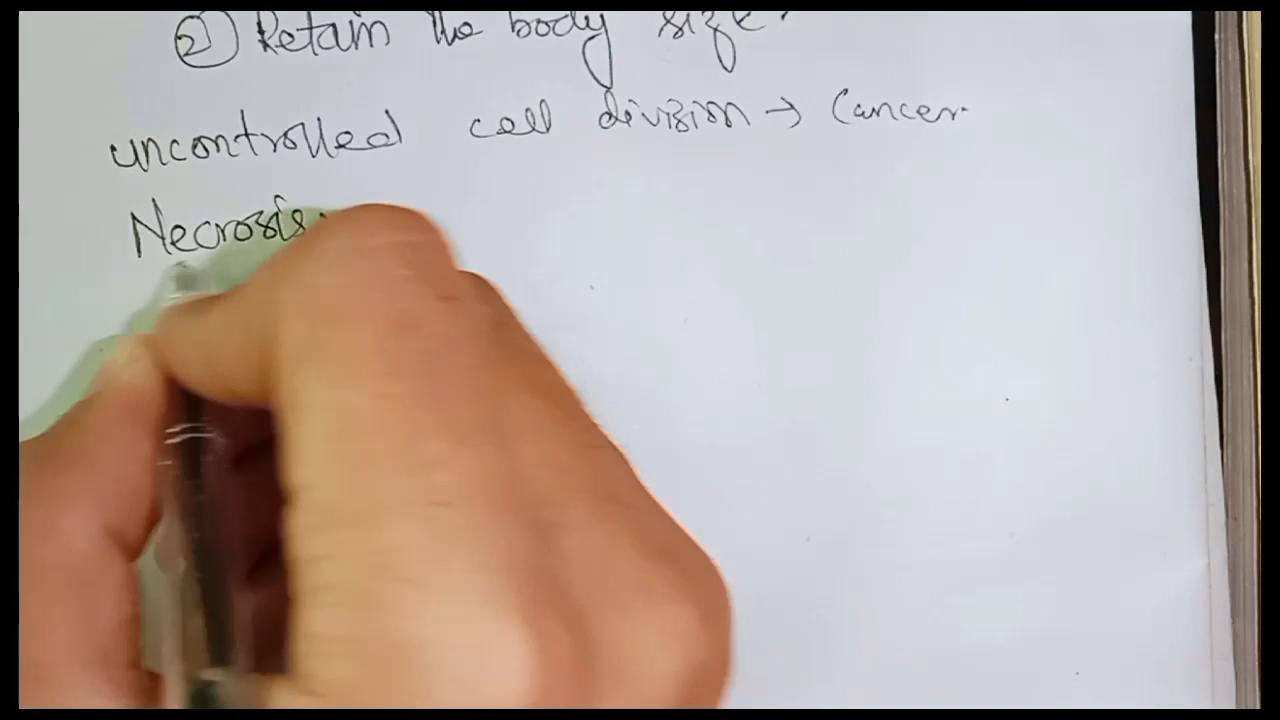 ② Retain the body size.
uncontrolled cell division → Cancer.
Necrosis.